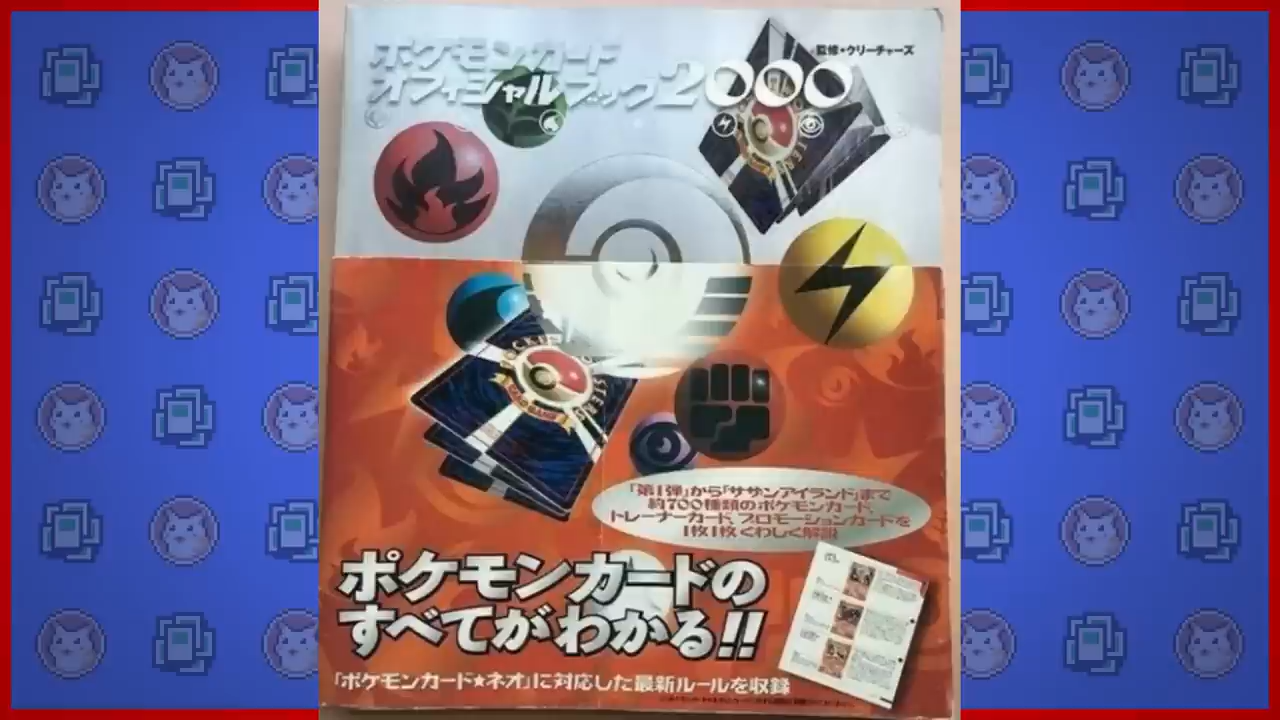 ポケモンカード
オフィシャルブック2000
監修・クリーチャーズ
「第1弾」から「サザンアイランド」まで
約700種類のポケモンカード、
トレーナーカード、プロモーションカードを
1枚1枚くわしく解説
ポケモンカードの
すべてがわかる!!
「ポケモンカード★ネオ」に対応した最新ルールを収録